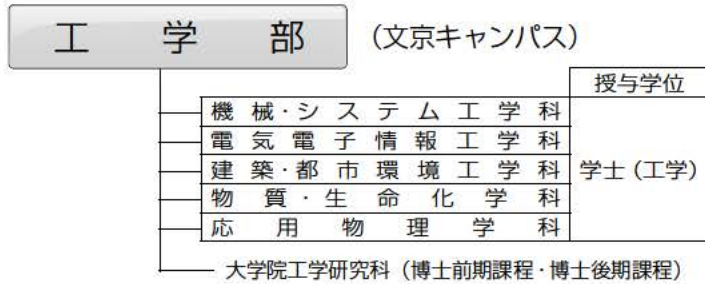 工学部 （文京キャンパス）
授与学位
機械・システム工学科
電気電子情報工学科
建築・都市環境工学科 学士（工学）
物質・生命化学科
応用物理学科
大学院工学研究科（博士前期課程・博士後期課程）